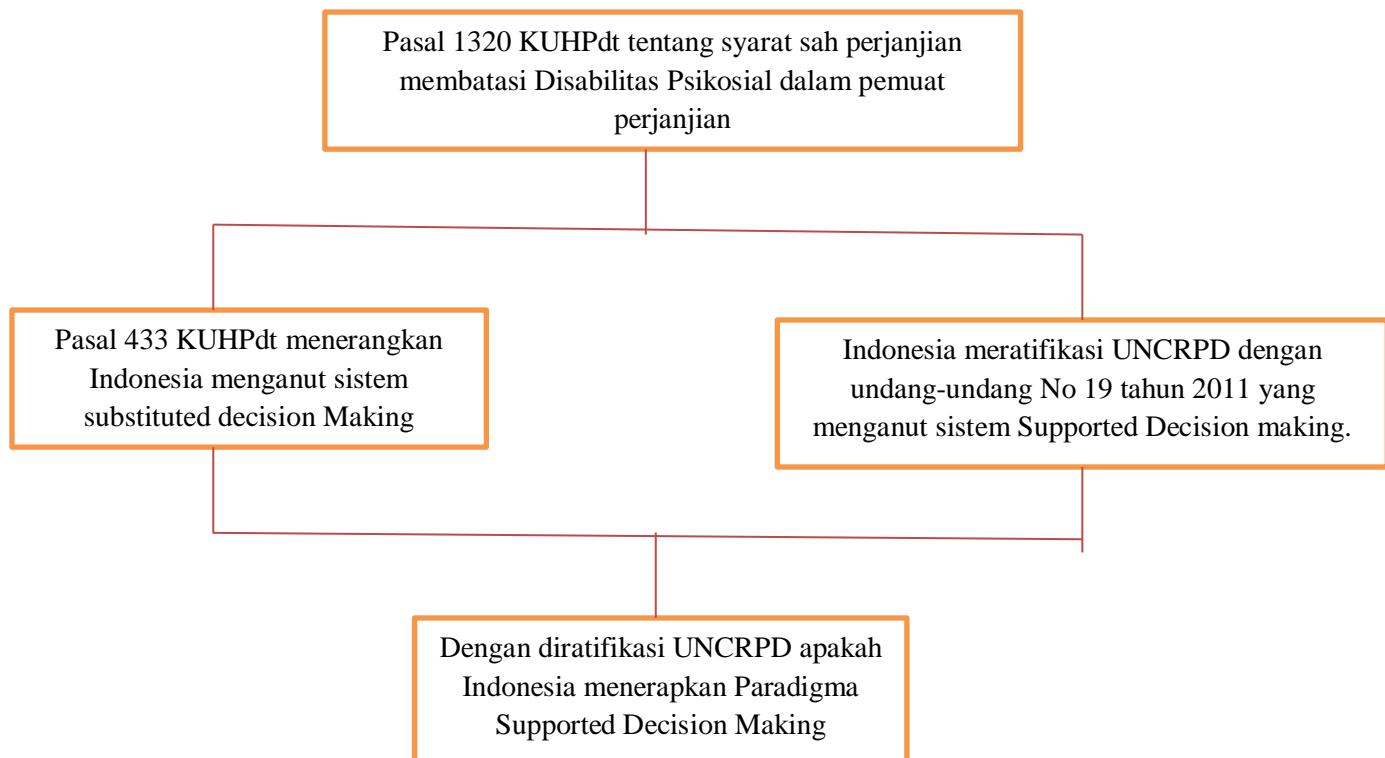 Pasal 1320 KUHPdt tentang syarat sah perjanjian
membatasi Disabilitas Psikosial dalam pemuat
perjanjian
Pasal 433 KUHPdt menerangkan
Indonesia menganut sistem
substituted decision Making
Indonesia meratifikasi UNCRPD dengan
undang-undang No 19 tahun 2011 yang
menganut sistem Supported Decision making.
Dengan diratifikasi UNCRPD apakah
Indonesia menerapkan Paradigma
Supported Decision Making